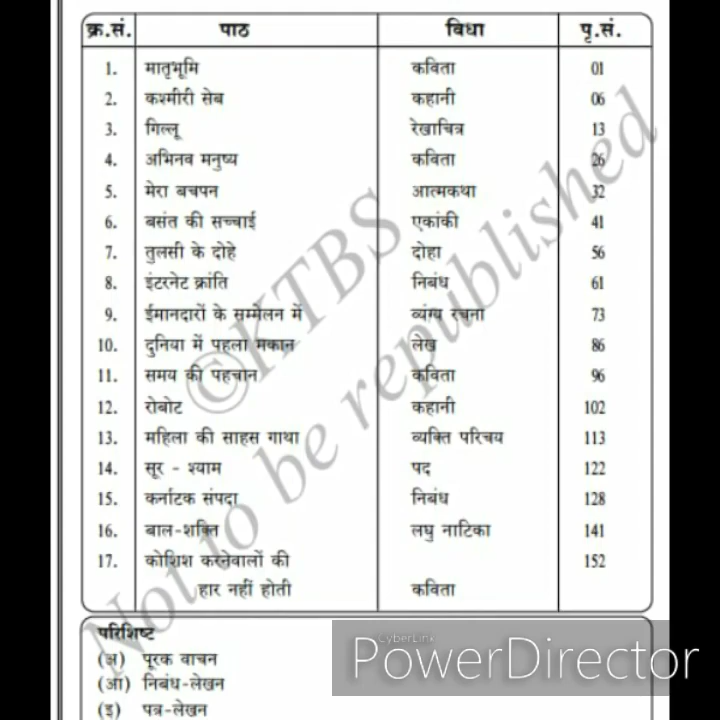 क्र.सं. पाठ विधा पृ.सं.
1. मातृभूमि कविता 01
2. कश्मीरी सेब कहानी 06
3. गिल्लू रेखाचित्र 13
4. अभिनव मनुष्य कविता 26
5. मेरा बचपन आत्मकथा 32
6. बसंत की सच्चाई एकांकी 41
7. तुलसी के दोहे दोहा 56
8. इंटरनेट क्रांति निबंध 61
9. ईमानदारों के सम्मेलन में व्यंग्य रचना 73
10. दुनिया में पहला मकान लेख 86
11. समय की पहचान कविता 96
12. रोबोट कहानी 102
13. महिला की साहस गाथा व्यक्ति परिचय 113
14. सूर - श्याम पद 122
15. कर्नाटक संपदा निबंध 128
16. बाल-शक्ति लघु नाटिका 141
17. कोशिश करनेवालों की 152
हार नहीं होती कविता
©KTBS
Not to be republished
परिशिष्ट
(अ) पूरक वाचन
(आ) निबंध-लेखन
(इ) पत्र-लेखन
CyberLink
PowerDirector